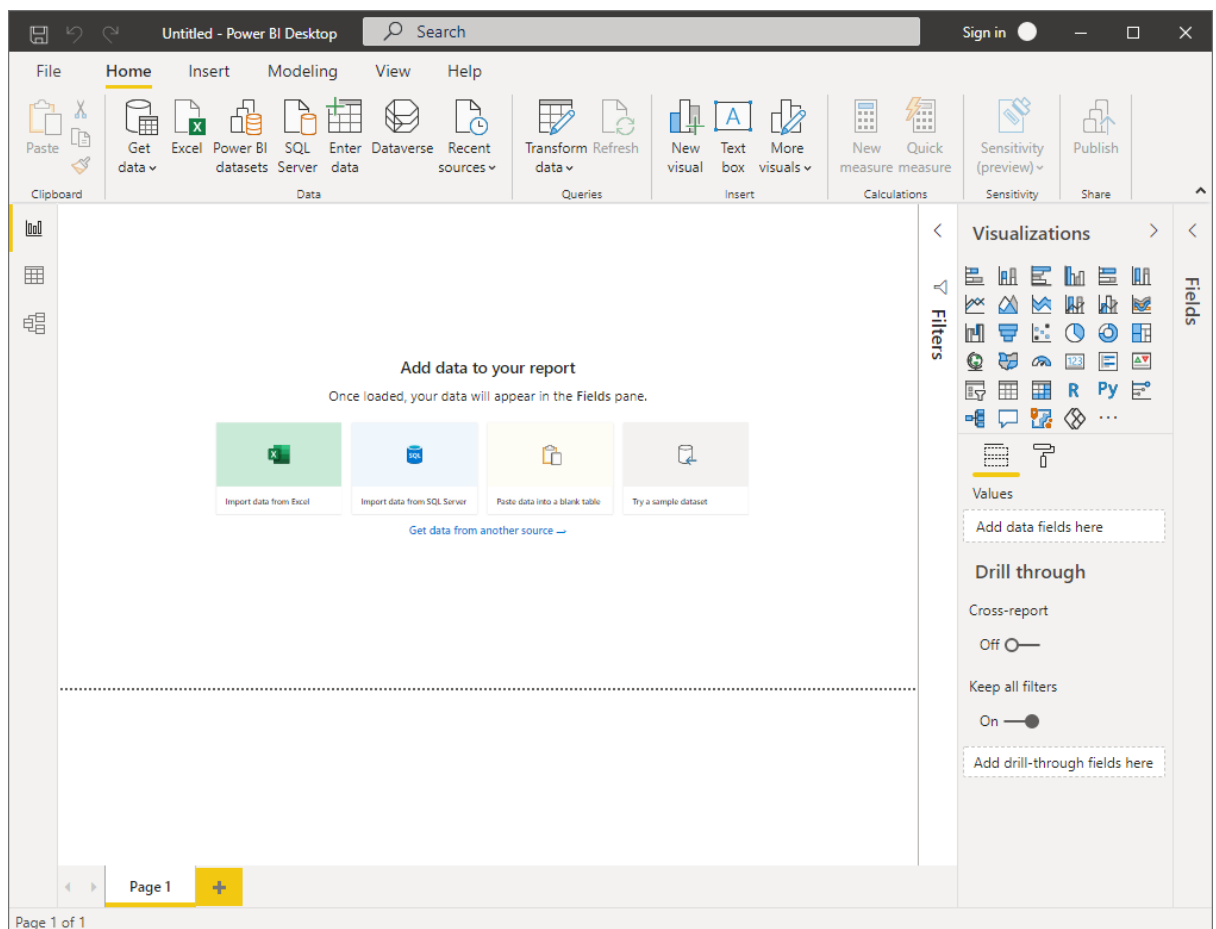 Untitled - Power BI Desktop
Search
Sign in
File Home Insert Modeling View Help
Paste
Get data
Excel
Power BI datasets
SQL Server
Enter data
Dataverse
Recent sources
Transform data
Refresh
New visual
Text box
More visuals
New measure
Quick measure
Sensitivity (preview)
Publish
Clipboard
Data
Queries
Insert
Calculations
Sensitivity
Share
Add data to your report
Once loaded, your data will appear in the Fields pane.
Import data from Excel
Import data from SQL Server
Paste data into a blank table
Try a sample dataset
Get data from another source
Filters
Visualizations
123
R
Py
Values
Add data fields here
Drill through
Cross-report
Off
Keep all filters
On
Add drill-through fields here
Fields
Page 1
Page 1 of 1